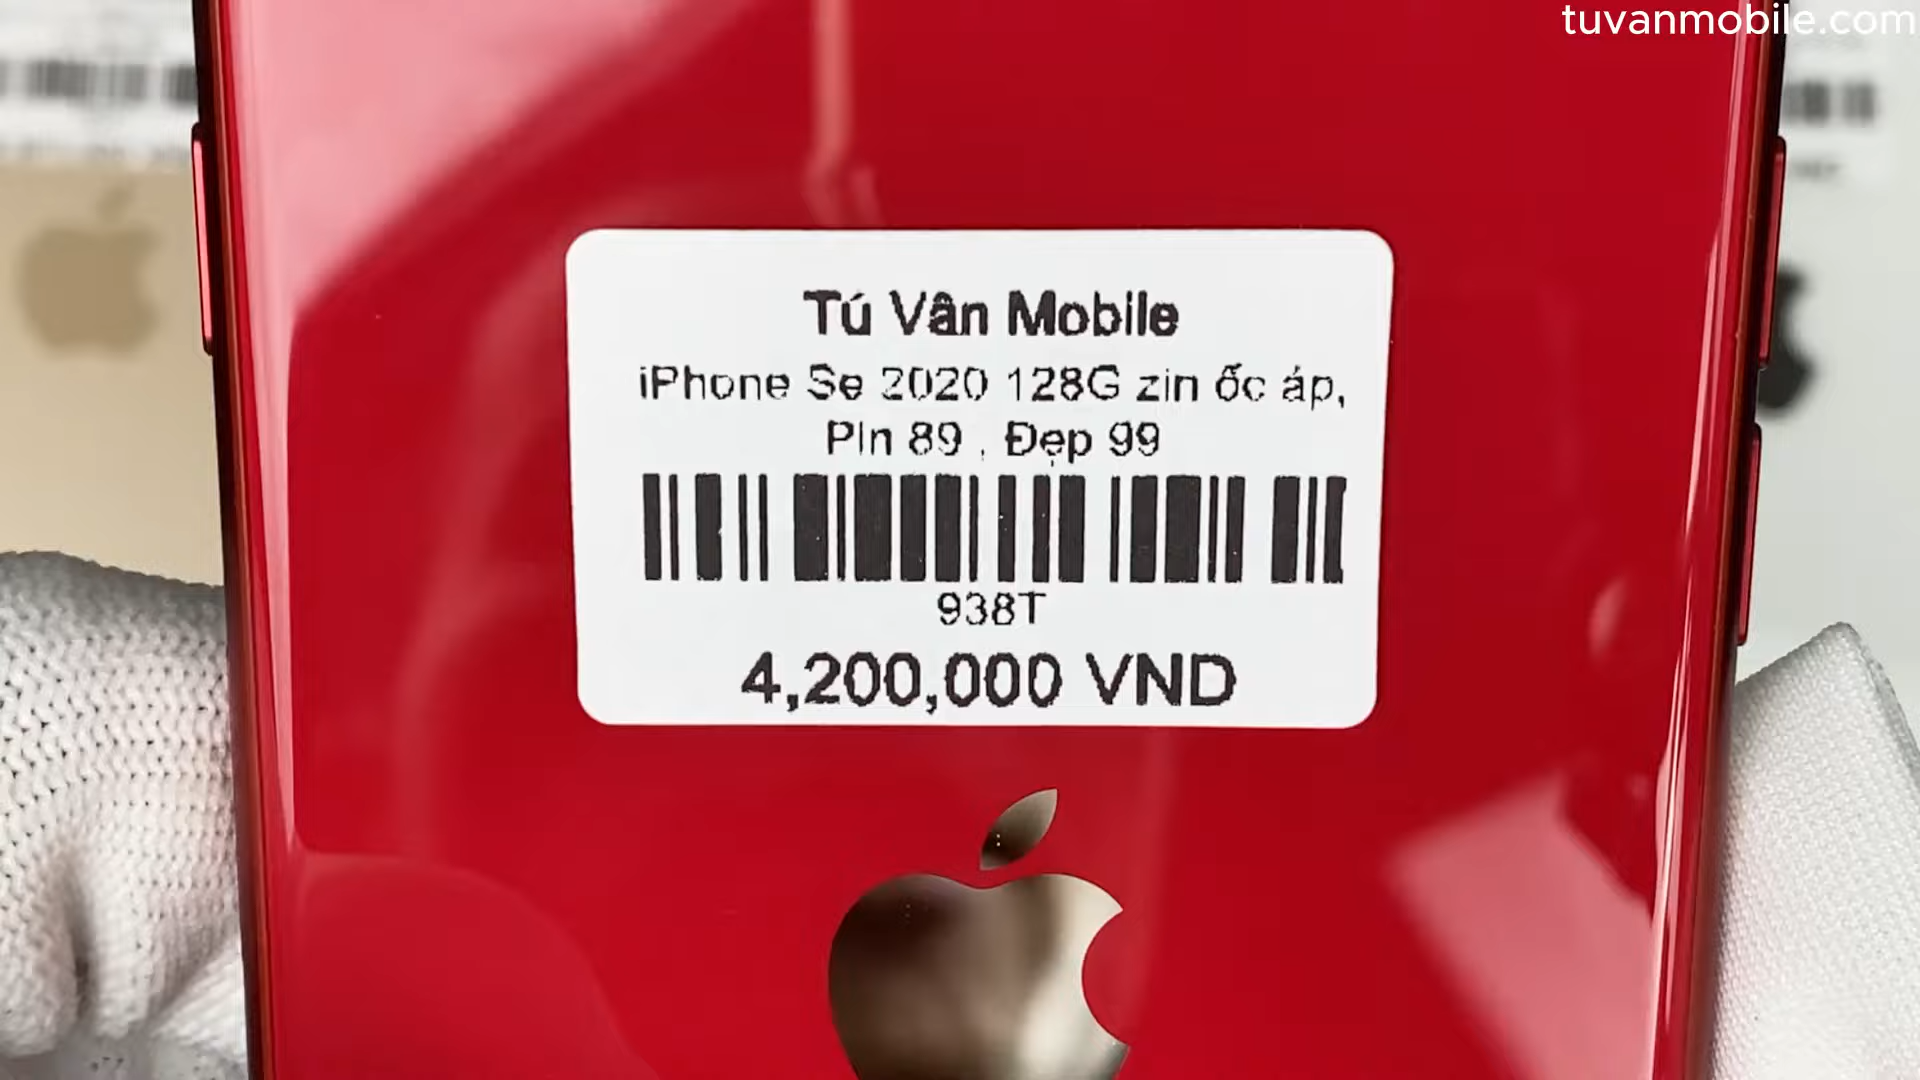 tuvanmobile.com
Tú Vân Mobile
iPhone Se 2020 128G zin ốc áp,
Pin 89 , Đẹp 99
938T
4,200,000 VND